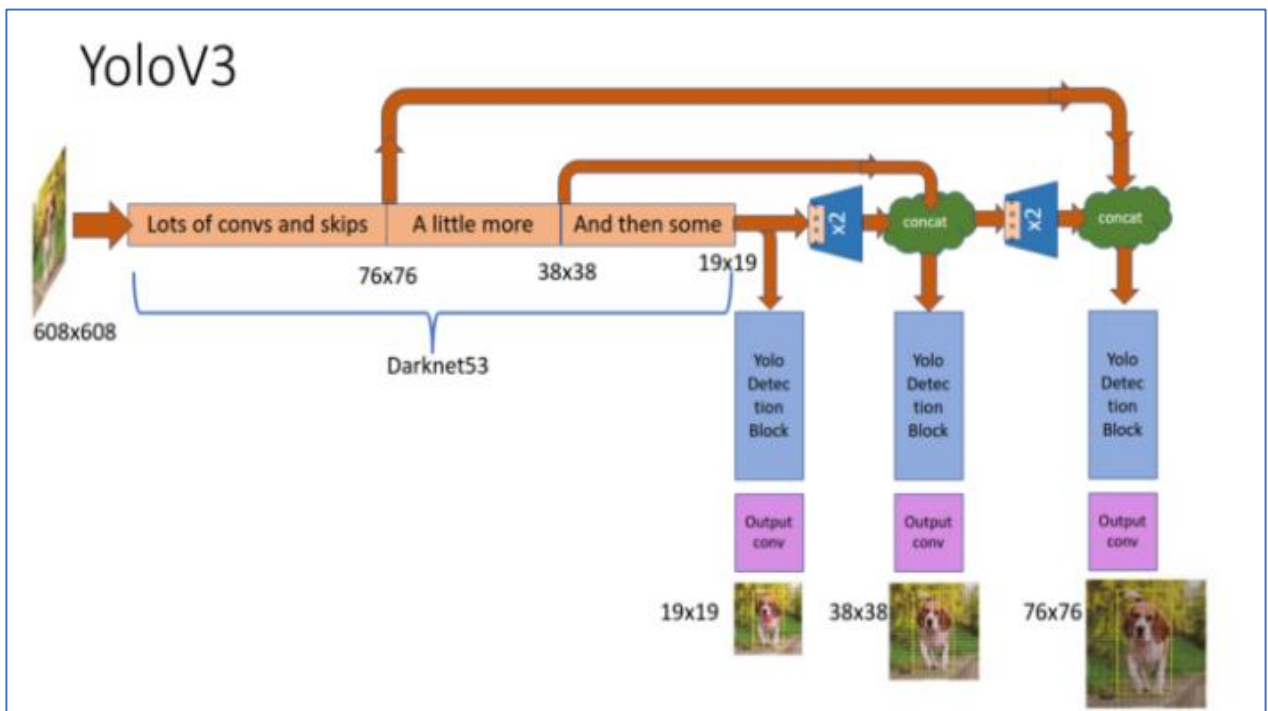 YoloV3
Lots of convs and skips
A little more
And then some
x2
concat
x2
concat
76x76
38x38
19x19
608x608
Darknet53
Yolo
Detec
tion
Block
Yolo
Detec
tion
Block
Yolo
Detec
tion
Block
Output
conv
Output
conv
Output
conv
19x19
38x38
76x76